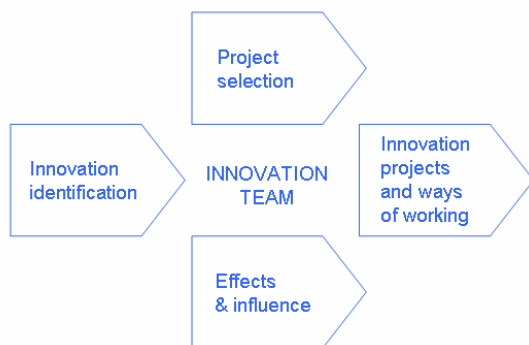 Project
selection
Innovation
identification
INNOVATION
TEAM
Innovation
projects
and ways
of working
Effects
& influence